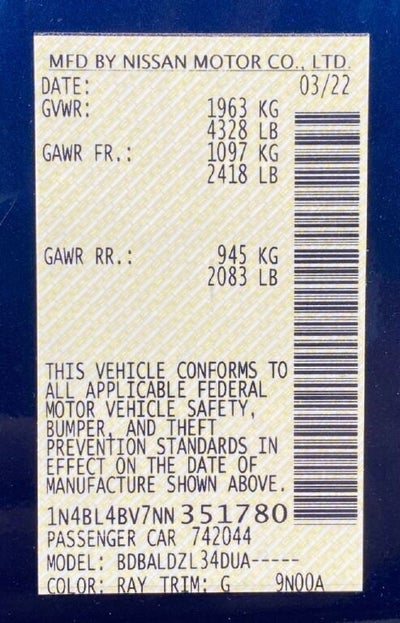 MFD BY NISSAN MOTOR CO., LTD.
DATE: 03/22
GVWR: 1963 KG
4328 LB
GAWR FR.: 1097 KG
2418 LB
GAWR RR.: 945 KG
2083 LB
THIS VEHICLE CONFORMS TO
ALL APPLICABLE FEDERAL
MOTOR VEHICLE SAFETY,
BUMPER, AND THEFT
PREVENTION STANDARDS IN
EFFECT ON THE DATE OF
MANUFACTURE SHOWN ABOVE.
1N4BL4BV7NN351780
PASSENGER CAR 742044
MODEL: BDBALDZL34DUA-----
COLOR: RAY TRIM: G 9N00A